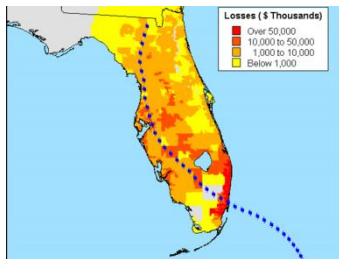 Losses ($ Thousands)
Over 50,000
10,000 to 50,000
1,000 to 10,000
Below 1,000